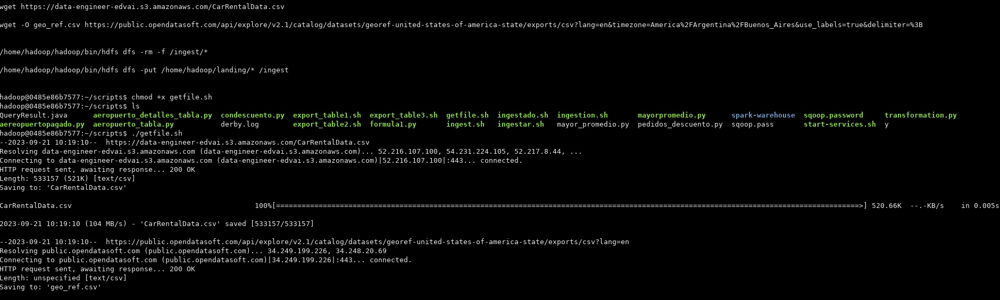 wget https://data-engineer-edvai.s3.amazonaws.com/CarRentalData.csv
wget -O geo_ref.csv https://public.opendatasoft.com/api/explore/v2.1/catalog/datasets/georef-united-states-of-america-state/exports/csv?lang=en&timezone=America%2FArgentina%2FBuenos_Aires&use_labels=true&delimiter=%3B
/home/hadoop/hadoop/bin/hdfs dfs -rm -f /ingest/*
/home/hadoop/hadoop/bin/hdfs dfs -put /home/hadoop/landing/* /ingest
hadoop@0485e86b7577:~/scripts$ chmod +x getfile.sh
hadoop@0485e86b7577:~/scripts$ ls
QueryResult.java aeropuerto_detalles_tabla.py condescuento.py export_table1.sh export_table3.sh getfile.sh ingestado.sh ingestion.sh mayorpromedio.py spark-warehouse sqoop.password transformation.py
aereopuertopagado.py aeropuerto_tabla.py derby.log export_table2.sh formula1.py ingest.sh ingestar.sh mayor_promedio.py pedidos_descuento.py sqoop.pass start-services.sh y
hadoop@0485e86b7577:~/scripts$ ./getfile.sh
--2023-09-21 10:19:10-- https://data-engineer-edvai.s3.amazonaws.com/CarRentalData.csv
Resolving data-engineer-edvai.s3.amazonaws.com (data-engineer-edvai.s3.amazonaws.com)... 52.216.107.100, 54.231.224.105, 52.217.8.44, ...
Connecting to data-engineer-edvai.s3.amazonaws.com (data-engineer-edvai.s3.amazonaws.com)|52.216.107.100|:443... connected.
HTTP request sent, awaiting response... 200 OK
Length: 533157 (521K) [text/csv]
Saving to: 'CarRentalData.csv'
CarRentalData.csv 100%[=========================================================================================================================================>] 520.66K --.-KB/s in 0.005s
2023-09-21 10:19:10 (104 MB/s) - 'CarRentalData.csv' saved [533157/533157]
--2023-09-21 10:19:10-- https://public.opendatasoft.com/api/explore/v2.1/catalog/datasets/georef-united-states-of-america-state/exports/csv?lang=en
Resolving public.opendatasoft.com (public.opendatasoft.com)... 34.249.199.226, 34.248.20.69
Connecting to public.opendatasoft.com (public.opendatasoft.com)|34.249.199.226|:443... connected.
HTTP request sent, awaiting response... 200 OK
Length: unspecified [text/csv]
Saving to: 'geo_ref.csv'